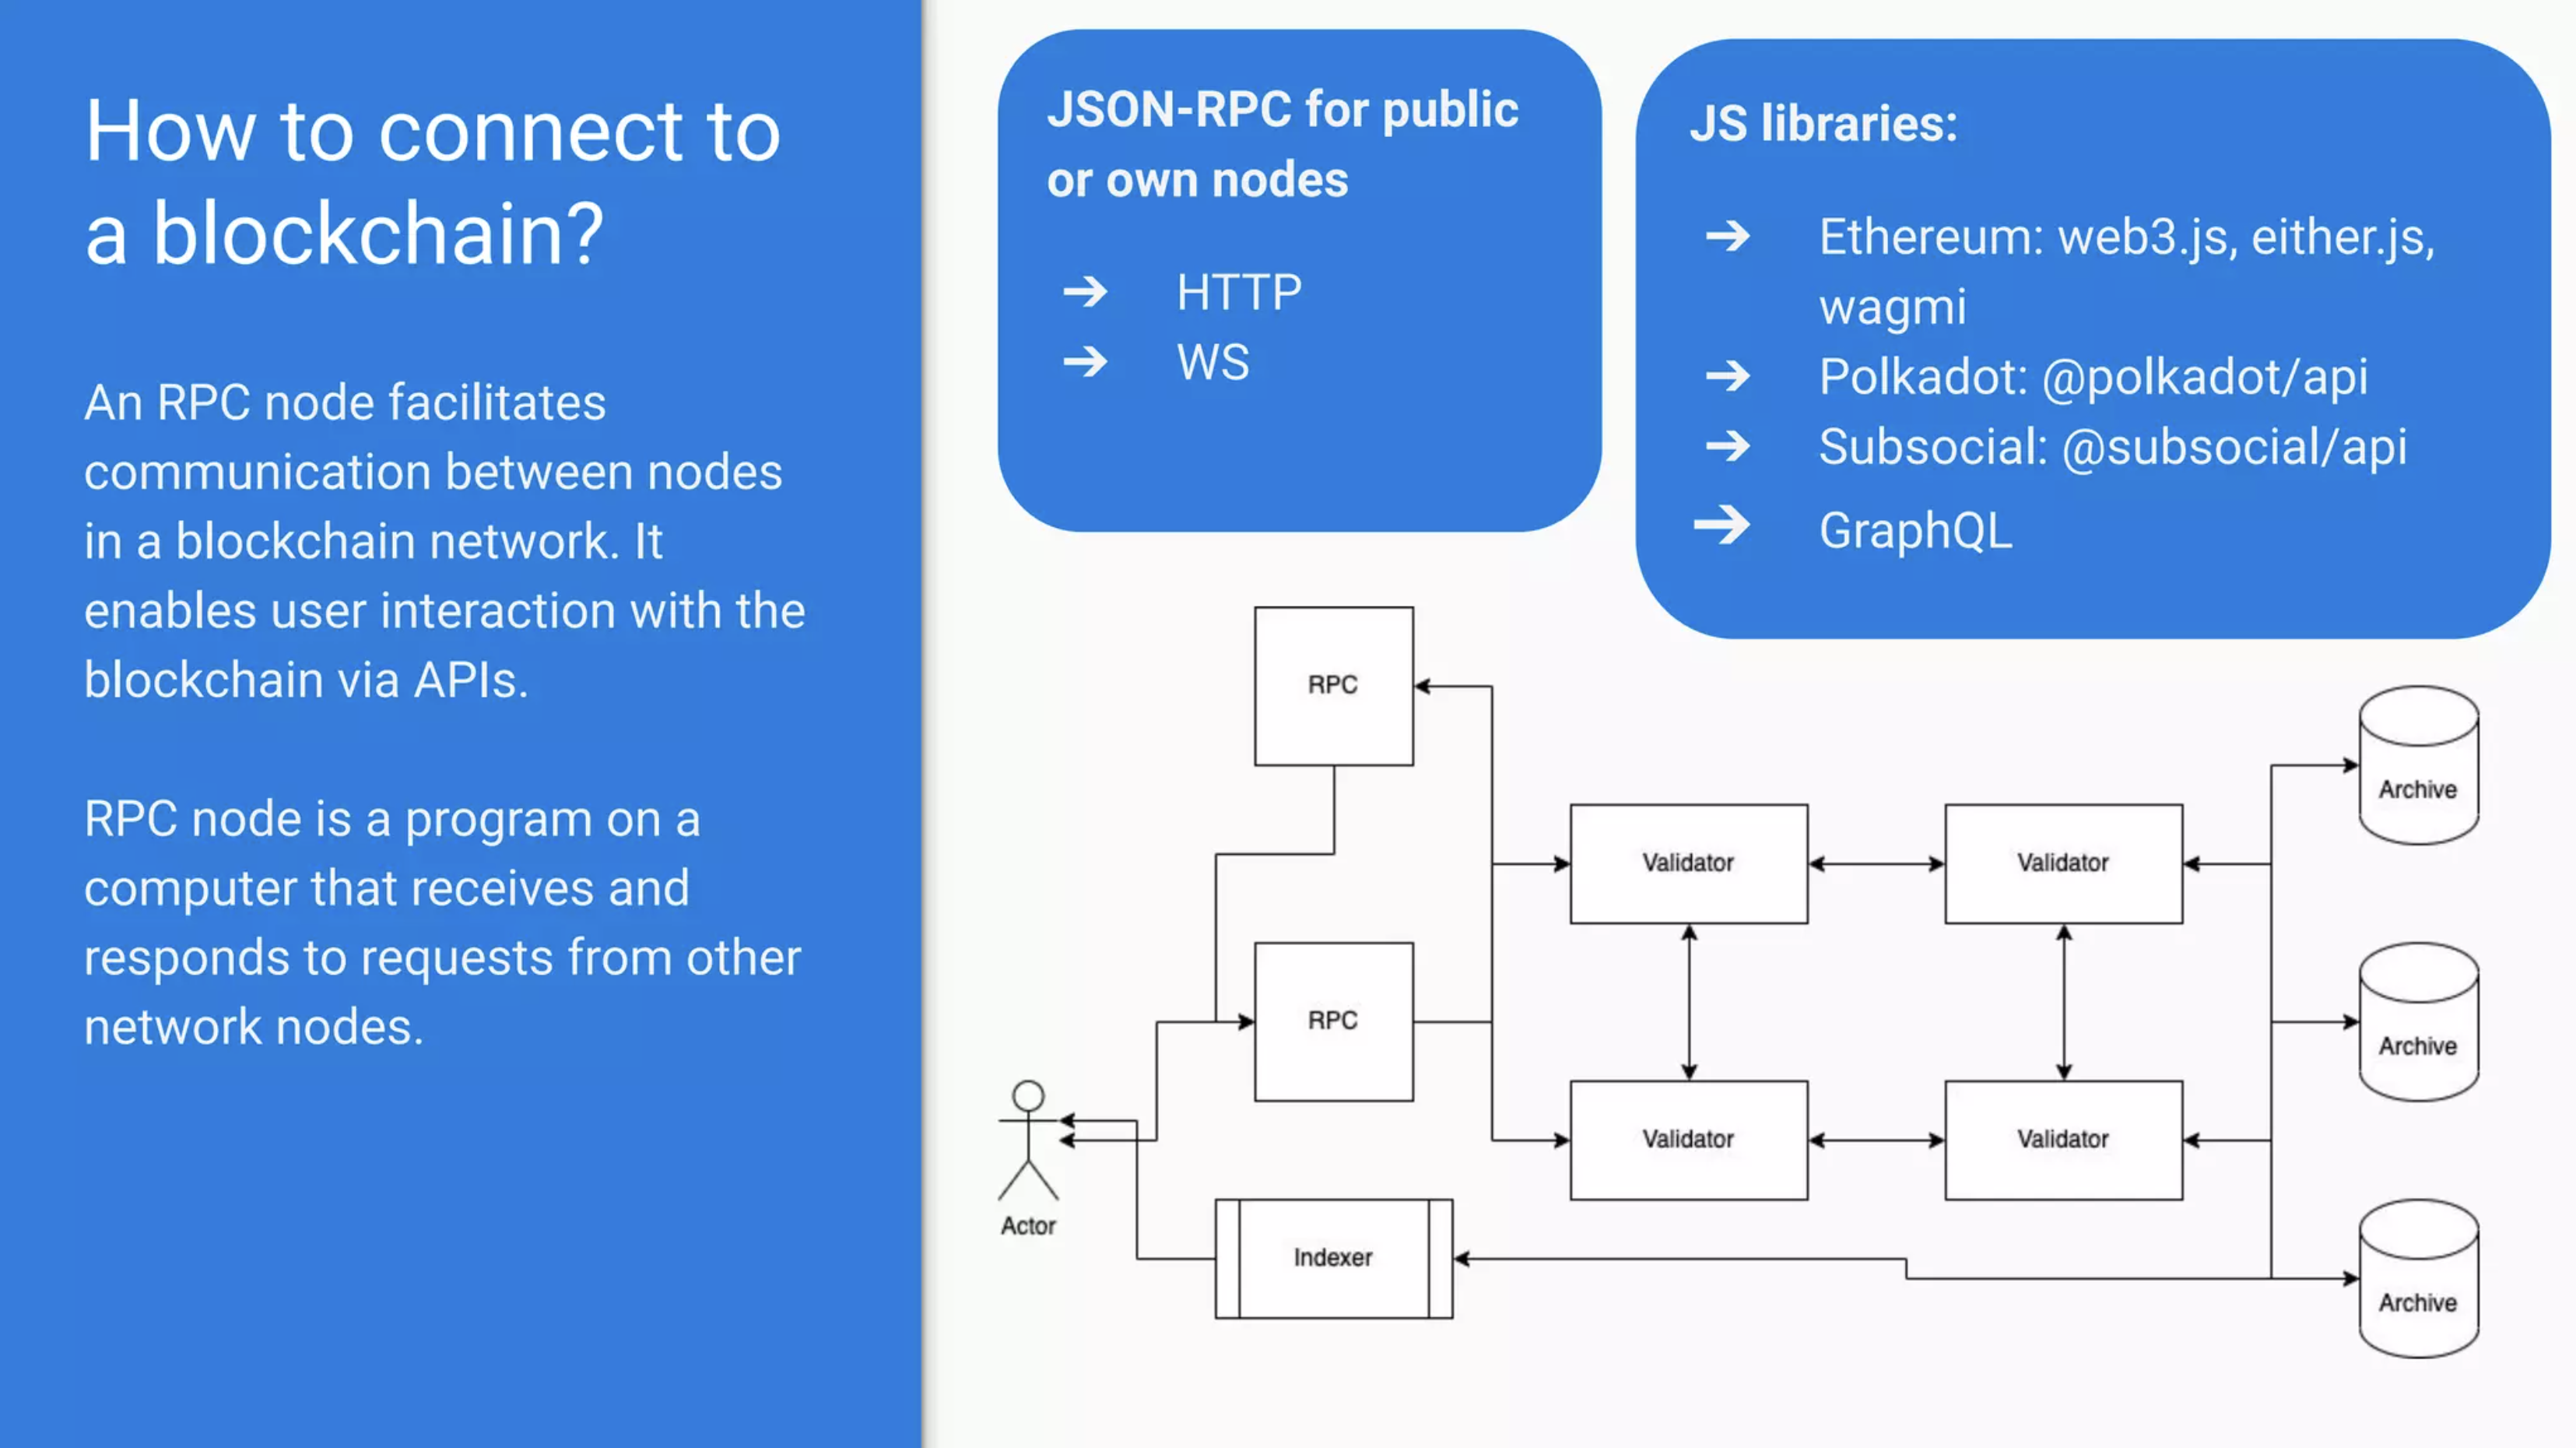 How to connect to
a blockchain?
An RPC node facilitates
communication between nodes
in a blockchain network. It
enables user interaction with the
blockchain via APIs.
RPC node is a program on a
computer that receives and
responds to requests from other
network nodes.
JSON-RPC for public
or own nodes
➔ HTTP
➔ WS
JS libraries:
➔ Ethereum: web3.js, either.js,
wagmi
➔ Polkadot: @polkadot/api
➔ Subsocial: @subsocial/api
➔ GraphQL
RPC
Archive
Validator
Validator
RPC
Archive
Validator
Validator
Actor
Indexer
Archive